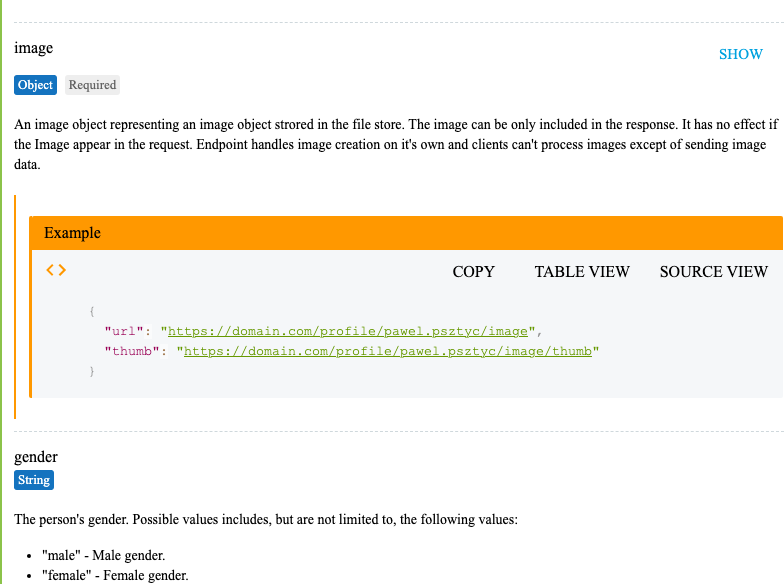 image
SHOW
Object Required
An image object representing an image object strored in the file store. The image can be only included in the response. It has no effect if
the Image appear in the request. Endpoint handles image creation on it's own and clients can't process images except of sending image
data.
Example
<> COPY TABLE VIEW SOURCE VIEW
{
"url": "https://domain.com/profile/pawel.psztyc/image",
"thumb": "https://domain.com/profile/pawel.psztyc/image/thumb"
}
gender
String
The person's gender. Possible values includes, but are not limited to, the following values:
• "male" - Male gender.
• "female" - Female gender.